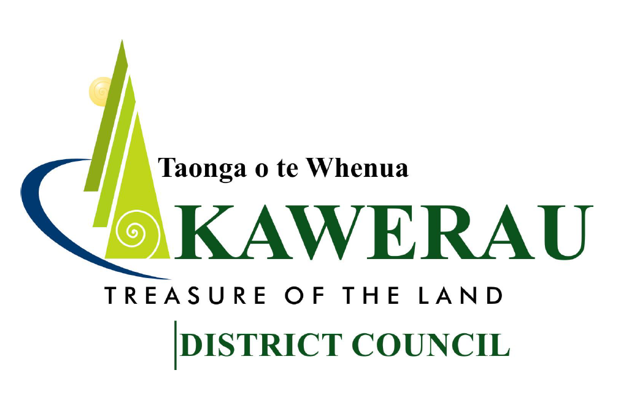 Taonga o te Whenua
KAWERAU
TREASURE OF THE LAND
DISTRICT COUNCIL